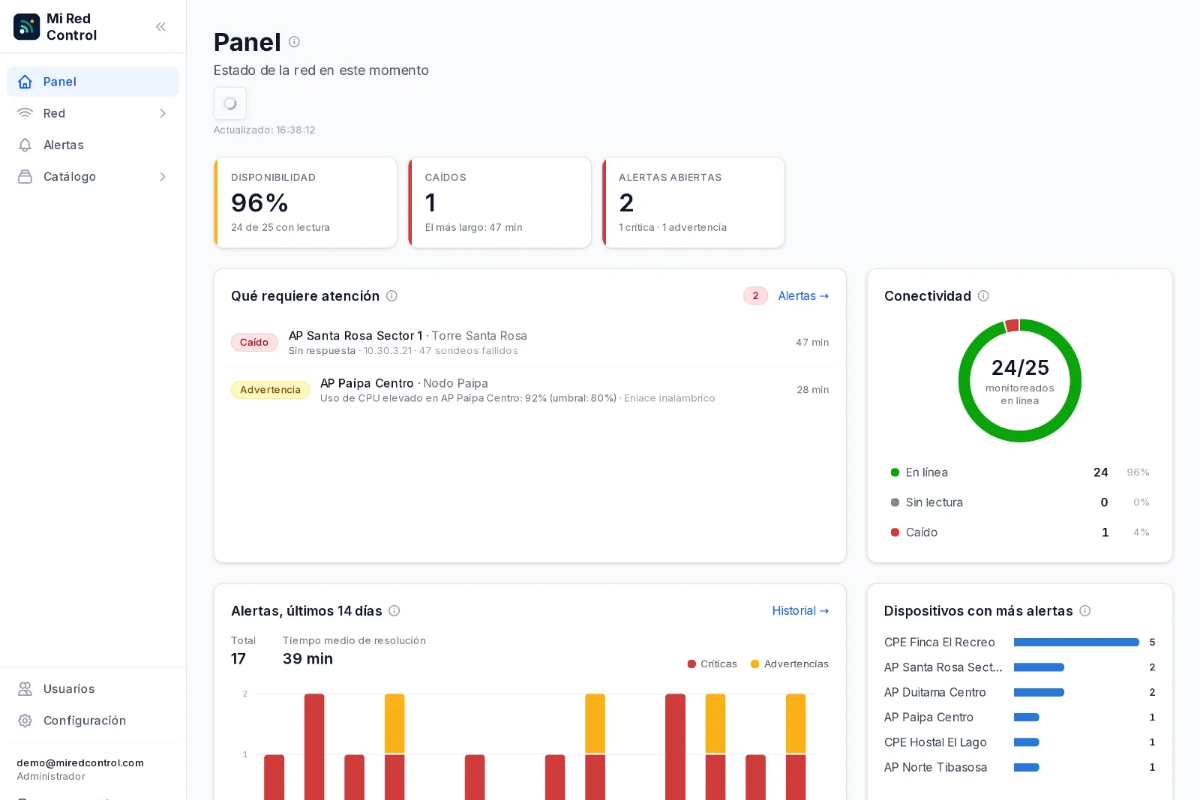 Mi Red
Control
Panel
Red
Alertas
Catálogo
Usuarios
Configuración
demo@miredcontrol.com
Administrador
Panel
Estado de la red en este momento
Actualizado: 16:38:12
DISPONIBILIDAD
96%
24 de 25 con lectura
CAÍDOS
1
El más largo: 47 min
ALERTAS ABIERTAS
2
1 crítica · 1 advertencia
Qué requiere atención
2 Alertas →
Caído AP Santa Rosa Sector 1 · Torre Santa Rosa 47 min
Sin respuesta · 10.30.3.21 · 47 sondeos fallidos
Advertencia AP Paipa Centro · Nodo Paipa 28 min
Uso de CPU elevado en AP Paipa Centro: 92% (umbral: 80%) · Enlace inalámbrico
Conectividad
24/25
monitoreados
en línea
En línea 24 96%
Sin lectura 0 0%
Caído 1 4%
Alertas, últimos 14 días Historial →
Total Tiempo medio de resolución
17 39 min
Críticas Advertencias
2
1
Dispositivos con más alertas
CPE Finca El Recreo 5
AP Santa Rosa Sect... 2
AP Duitama Centro 2
AP Paipa Centro 1
CPE Hostal El Lago 1
AP Norte Tibasosa 1